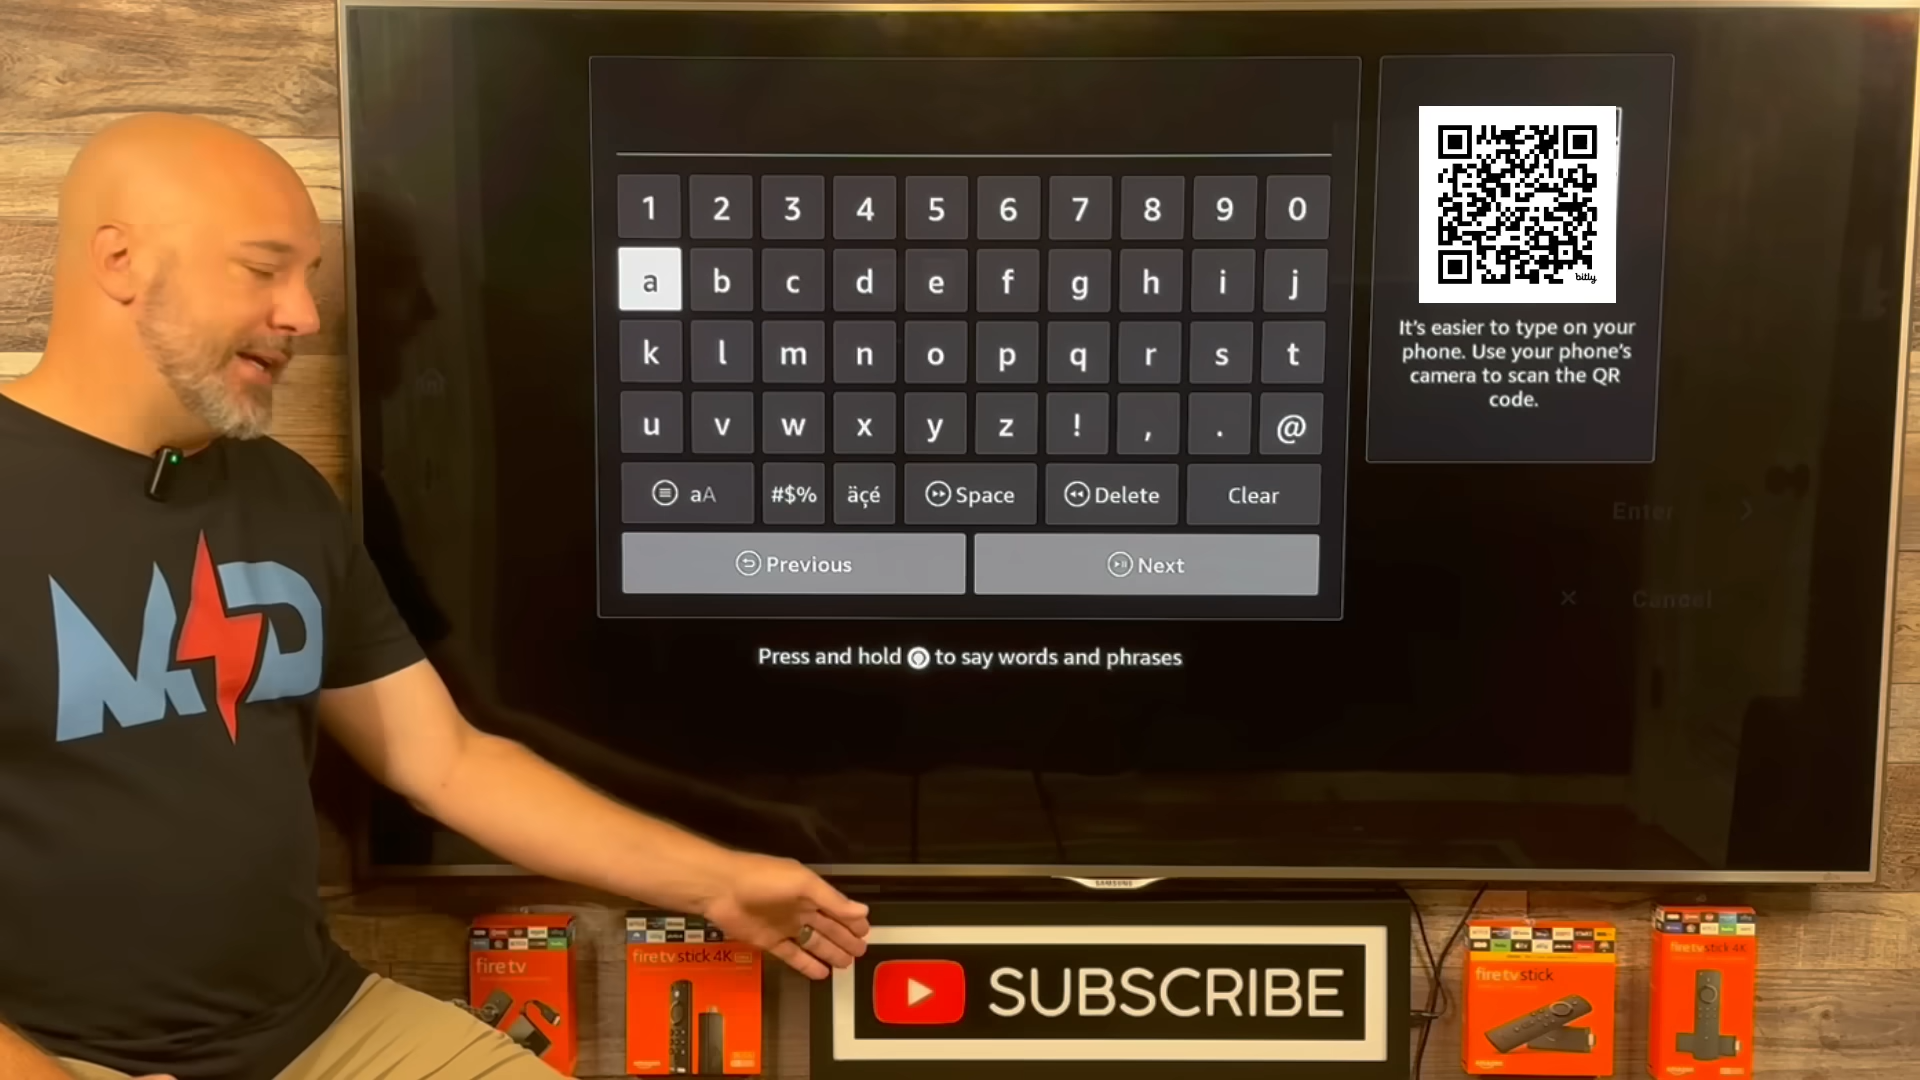 1 2 3 4 5 6 7 8 9 0
a b c d e f g h i j
k l m n o p q r s t
u v w x y z ! , . @
aA #$% äçé Space Delete Clear
Previous Next
Press and hold to say words and phrases
bitly
It's easier to type on your
phone. Use your phone's
camera to scan the QR
code.
Enter
Cancel
MD
SAMSUNG
fire tv
fire tv stick 4K
SUBSCRIBE
fire tv stick
fire tv stick 4K